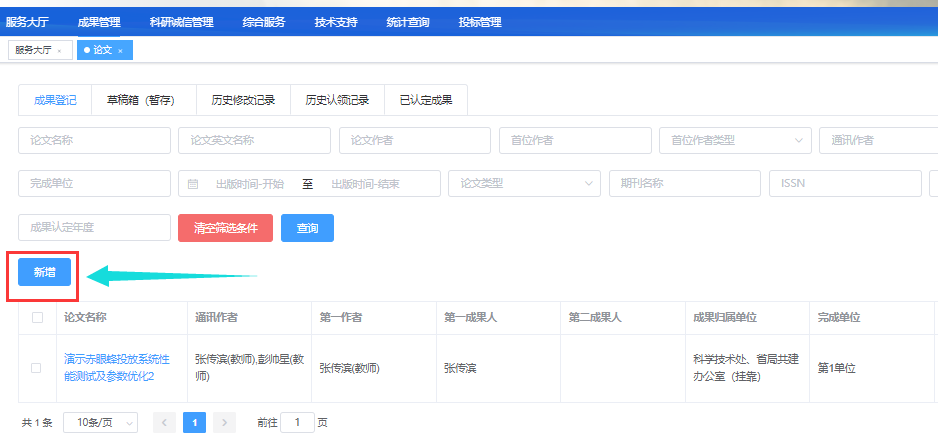 服务大厅 成果管理 科研诚信管理 综合服务 技术支持 统计查询 投标管理
服务大厅 × 论文 ×
成果登记 草稿箱（暂存） 历史修改记录 历史认领记录 已认定成果
论文名称 论文英文名称 论文作者 首位作者 首位作者类型 通讯作者
完成单位 出版时间-开始 至 出版时间-结束 论文类型 期刊名称 ISSN
成果认定年度 清空筛选条件 查询
新增
论文名称 通讯作者 第一作者 第一成果人 第二成果人 成果归属单位 完成单位
演示赤眼蜂投放系统性 张传滨(教师),彭帅星(教 张传滨(教师) 张传滨 科学技术处、省局共建 第1单位
能测试及参数优化2 师) 办公室（挂靠）
共 1 条 10条/页 1 前往 1 页